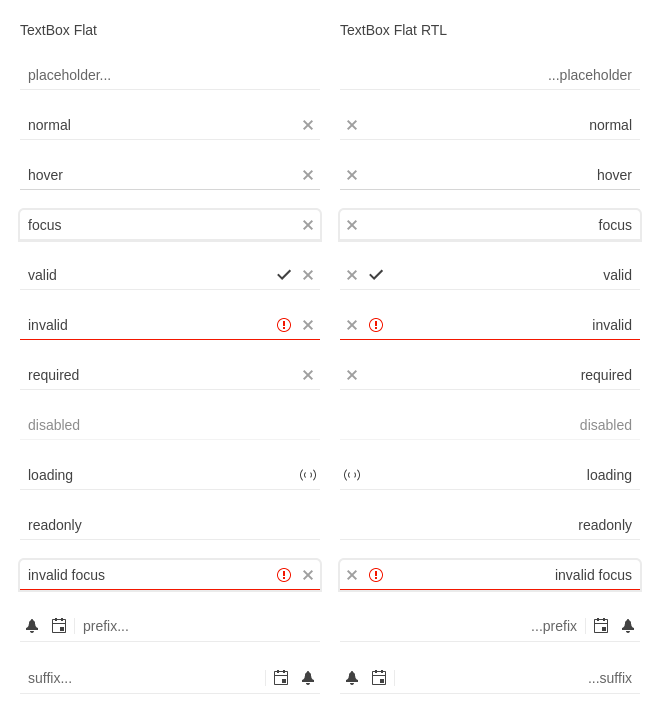 TextBox Flat
placeholder...
normal
hover
focus
valid
invalid
required
disabled
loading
readonly
invalid focus
prefix...
suffix...
TextBox Flat RTL
...placeholder
normal
hover
focus
valid
invalid
required
disabled
loading
readonly
invalid focus
...prefix
...suffix